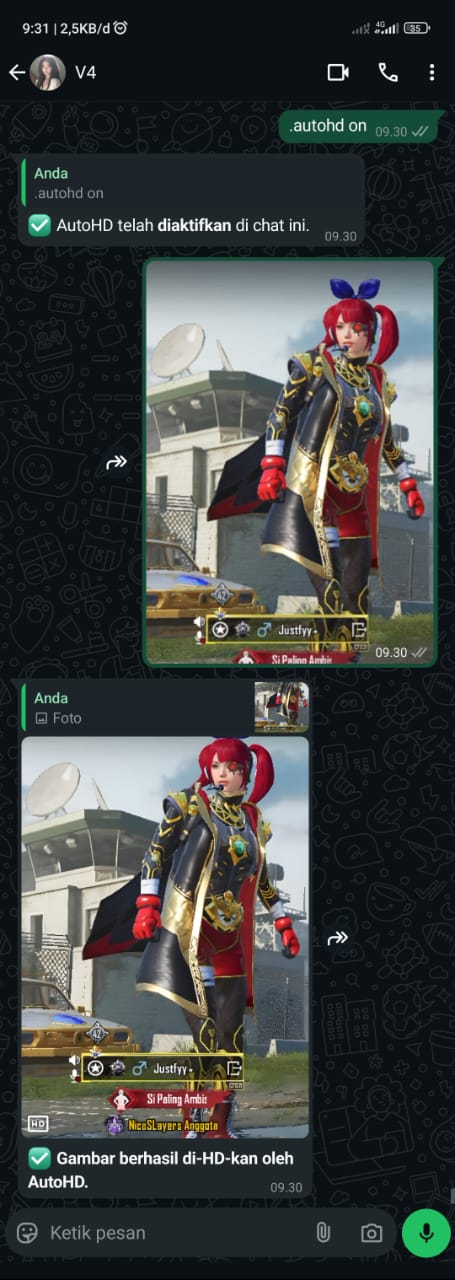 9:31 | 2,5KB/d
4G
35
V4
.autohd on 09.30
Anda
.autohd on
✅ AutoHD telah diaktifkan di chat ini.
09.30
42
Justfyy
Si Paling Ambis
09.30
Anda
Foto
42
Justfyy
Si Paling Ambis
NicoSLayers Anggota
HD
✅ Gambar berhasil di-HD-kan oleh
AutoHD.
09.30
Ketik pesan